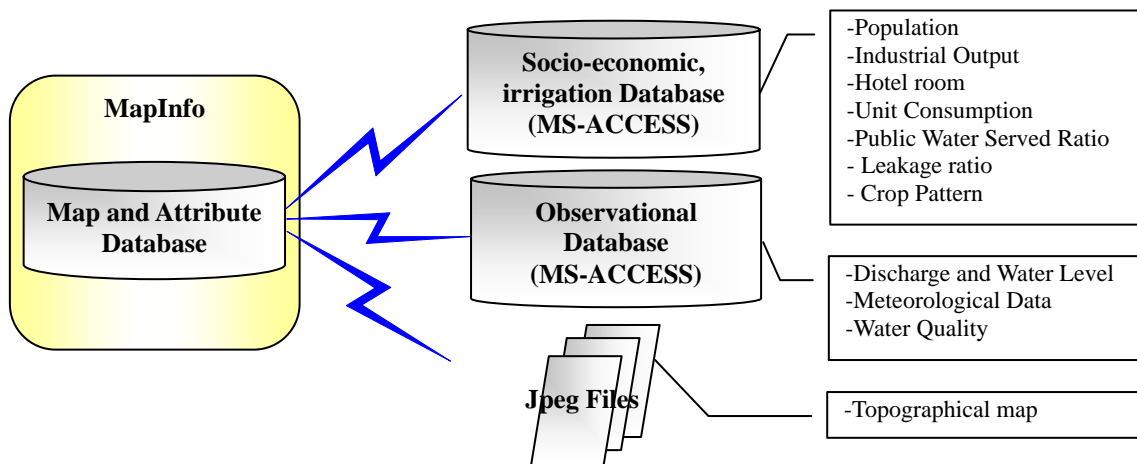 MapInfo
Map and Attribute
Database
Socio-economic,
irrigation Database
(MS-ACCESS)
-Population
-Industrial Output
-Hotel room
-Unit Consumption
-Public Water Served Ratio
- Leakage ratio
- Crop Pattern
Observational
Database
(MS-ACCESS)
-Discharge and Water Level
-Meteorological Data
-Water Quality
Jpeg Files
-Topographical map